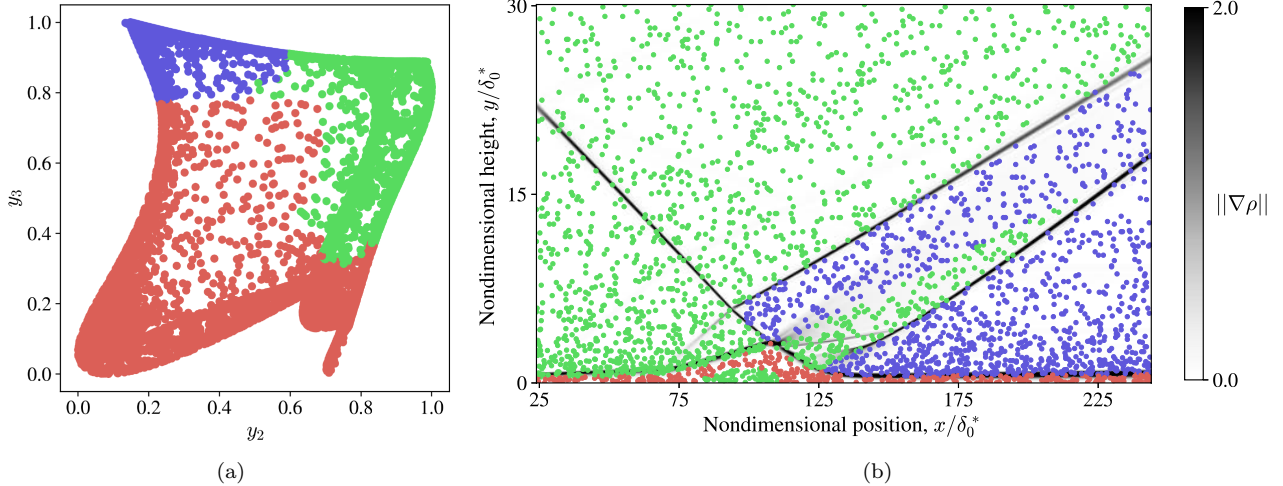 1.0
0.8
0.6
0.4
0.2
0.0
y₃
0.0 0.2 0.4 0.6 0.8 1.0
y₂
(a)
30
15
0
Nondimensional height, y/δ₀*
25 75 125 175 225
Nondimensional position, x/δ₀*
(b)
2.0
||∇ρ||
0.0